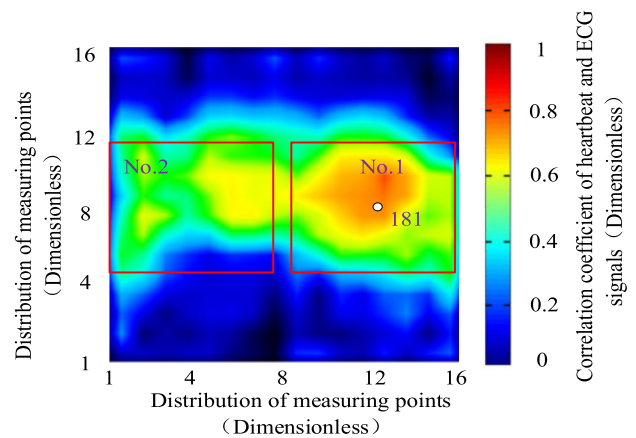 16
12
8
4
1
Distribution of measuring points
（Dimensionless）
No.2
No.1
181
1
4
8
12
16
Distribution of measuring points
（Dimensionless）
1
0.8
0.6
0.4
0.2
0
Correlation coefficient of heartbeat and ECG
signals（Dimensionless）